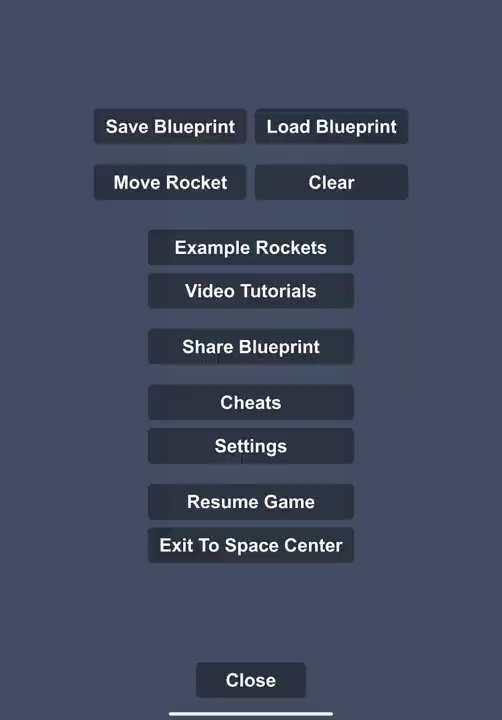 Save Blueprint
Load Blueprint
Move Rocket
Clear
Example Rockets
Video Tutorials
Share Blueprint
Cheats
Settings
Resume Game
Exit To Space Center
Close